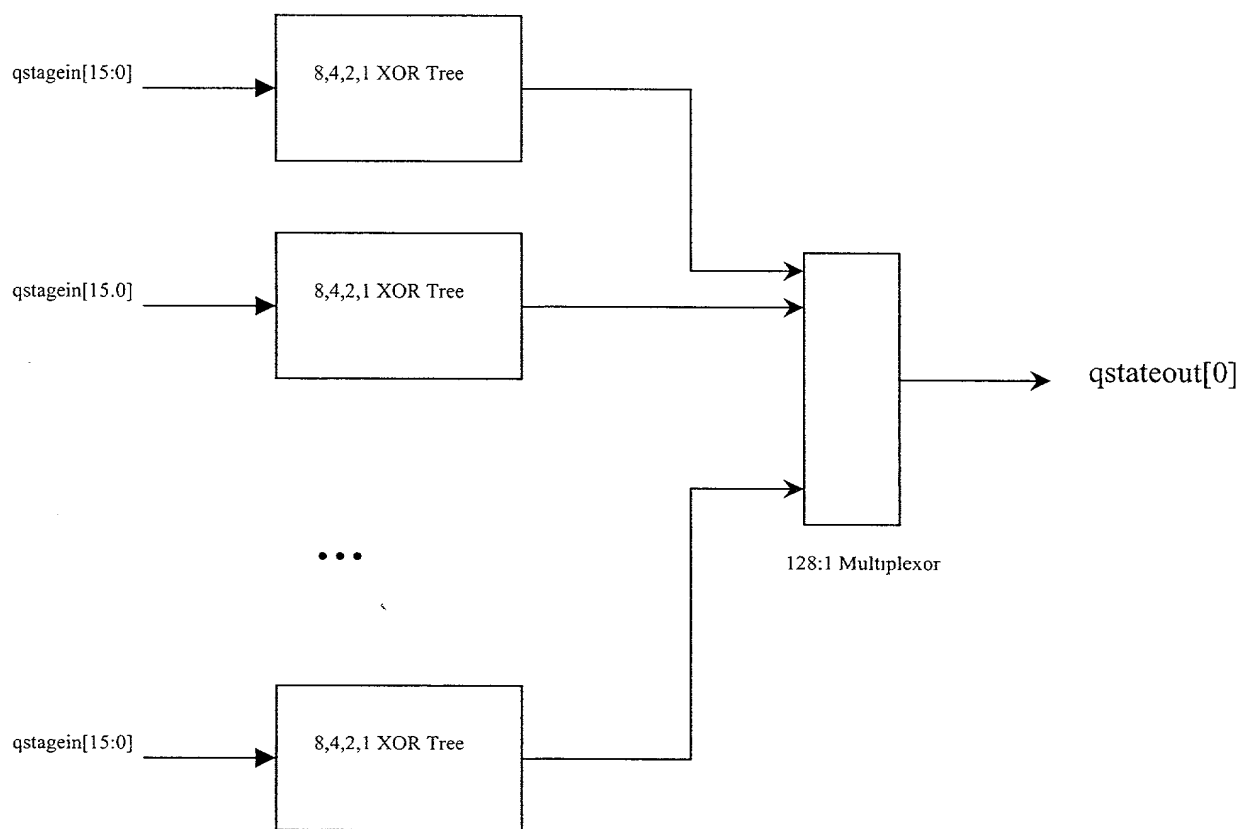 qstagein[15:0]
8,4,2,1 XOR Tree
qstagein[15.0]
8,4,2,1 XOR Tree
qstateout[0]
128:1 Multiplexor
qstagein[15:0]
8,4,2,1 XOR Tree